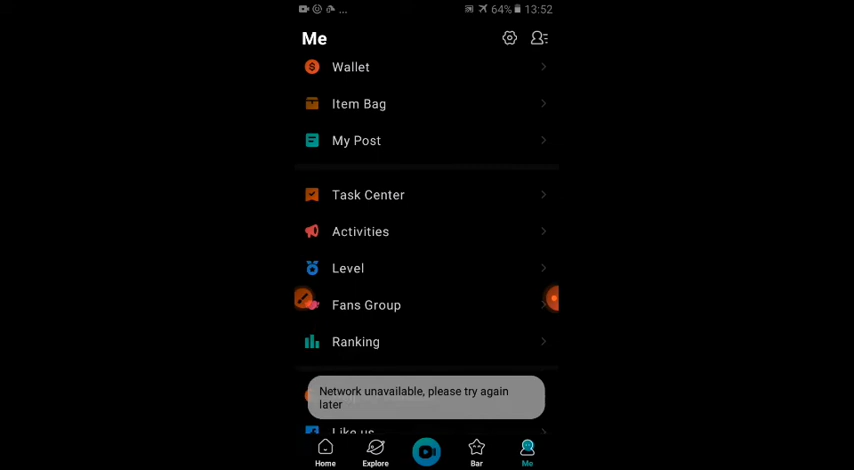 ... 64% 13:52
Me
Wallet
Item Bag
My Post
Task Center
Activities
Level
Fans Group
Ranking
Network unavailable, please try again
later
Like us
Home Explore Bar Me